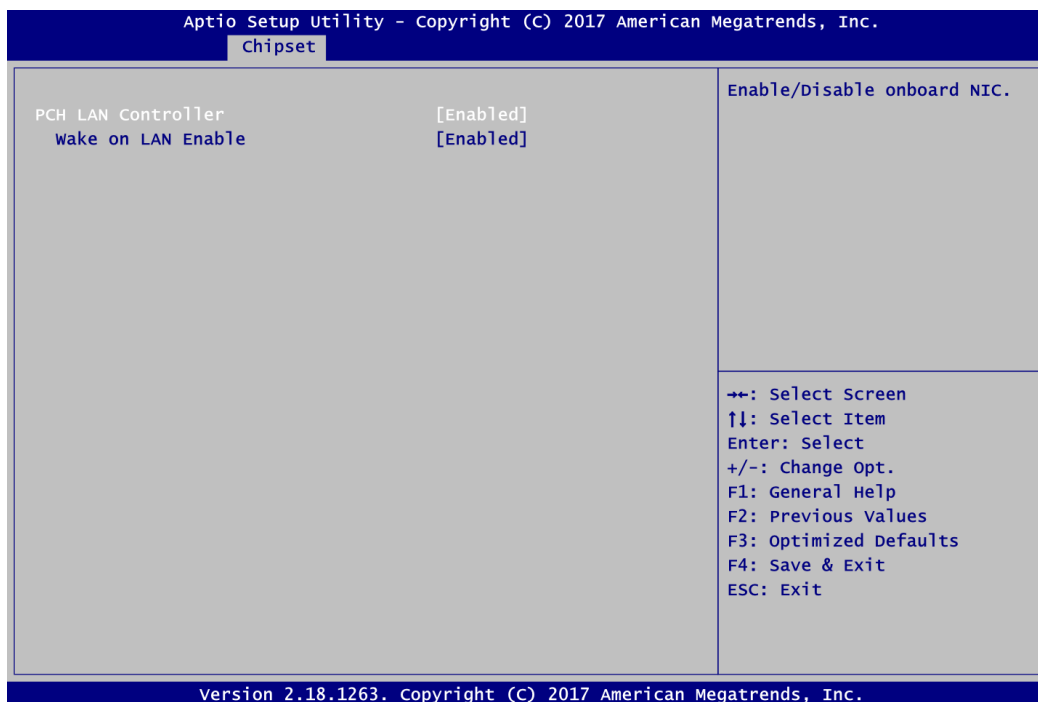 Aptio Setup Utility - Copyright (C) 2017 American Megatrends, Inc.
Chipset
PCH LAN Controller [Enabled]
Wake on LAN Enable [Enabled]
Enable/Disable onboard NIC.
→←: Select Screen
↑↓: Select Item
Enter: Select
+/-: Change Opt.
F1: General Help
F2: Previous Values
F3: Optimized Defaults
F4: Save & Exit
ESC: Exit
Version 2.18.1263. Copyright (C) 2017 American Megatrends, Inc.